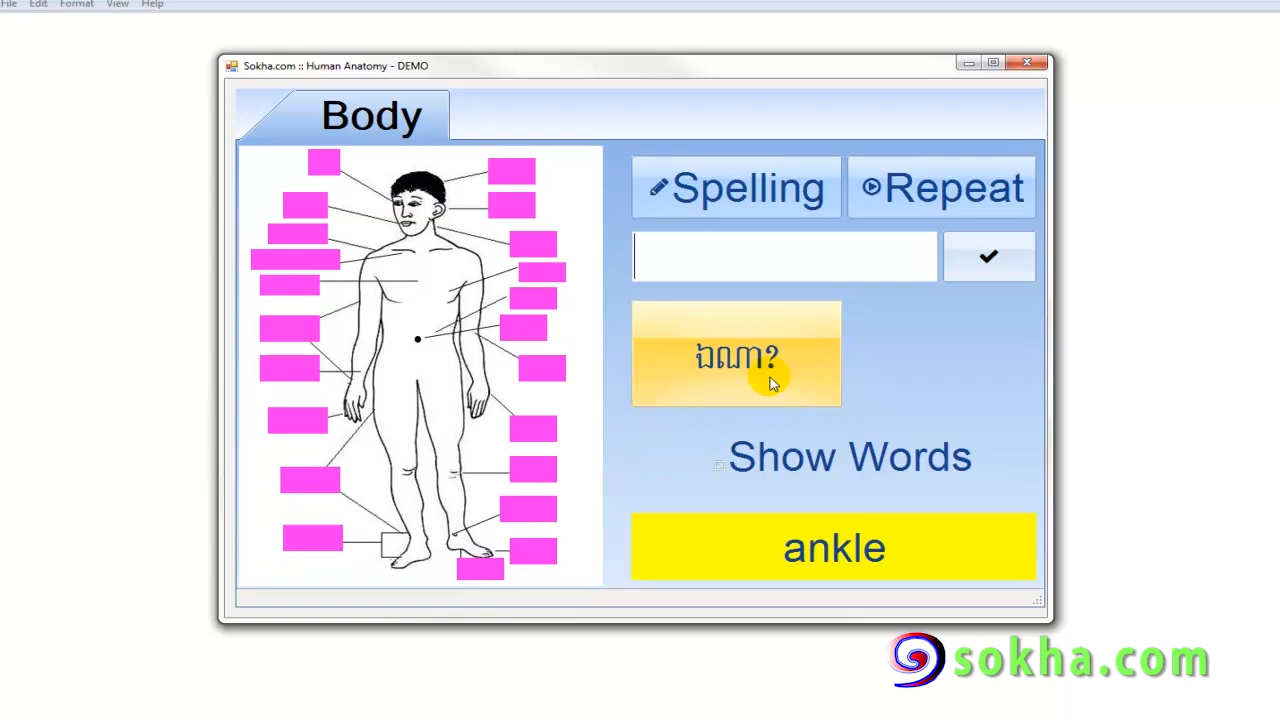 File Edit Format View Help
Sokha.com :: Human Anatomy - DEMO
Body
Spelling Repeat
ឯណា?
Show Words
ankle
sokha.com